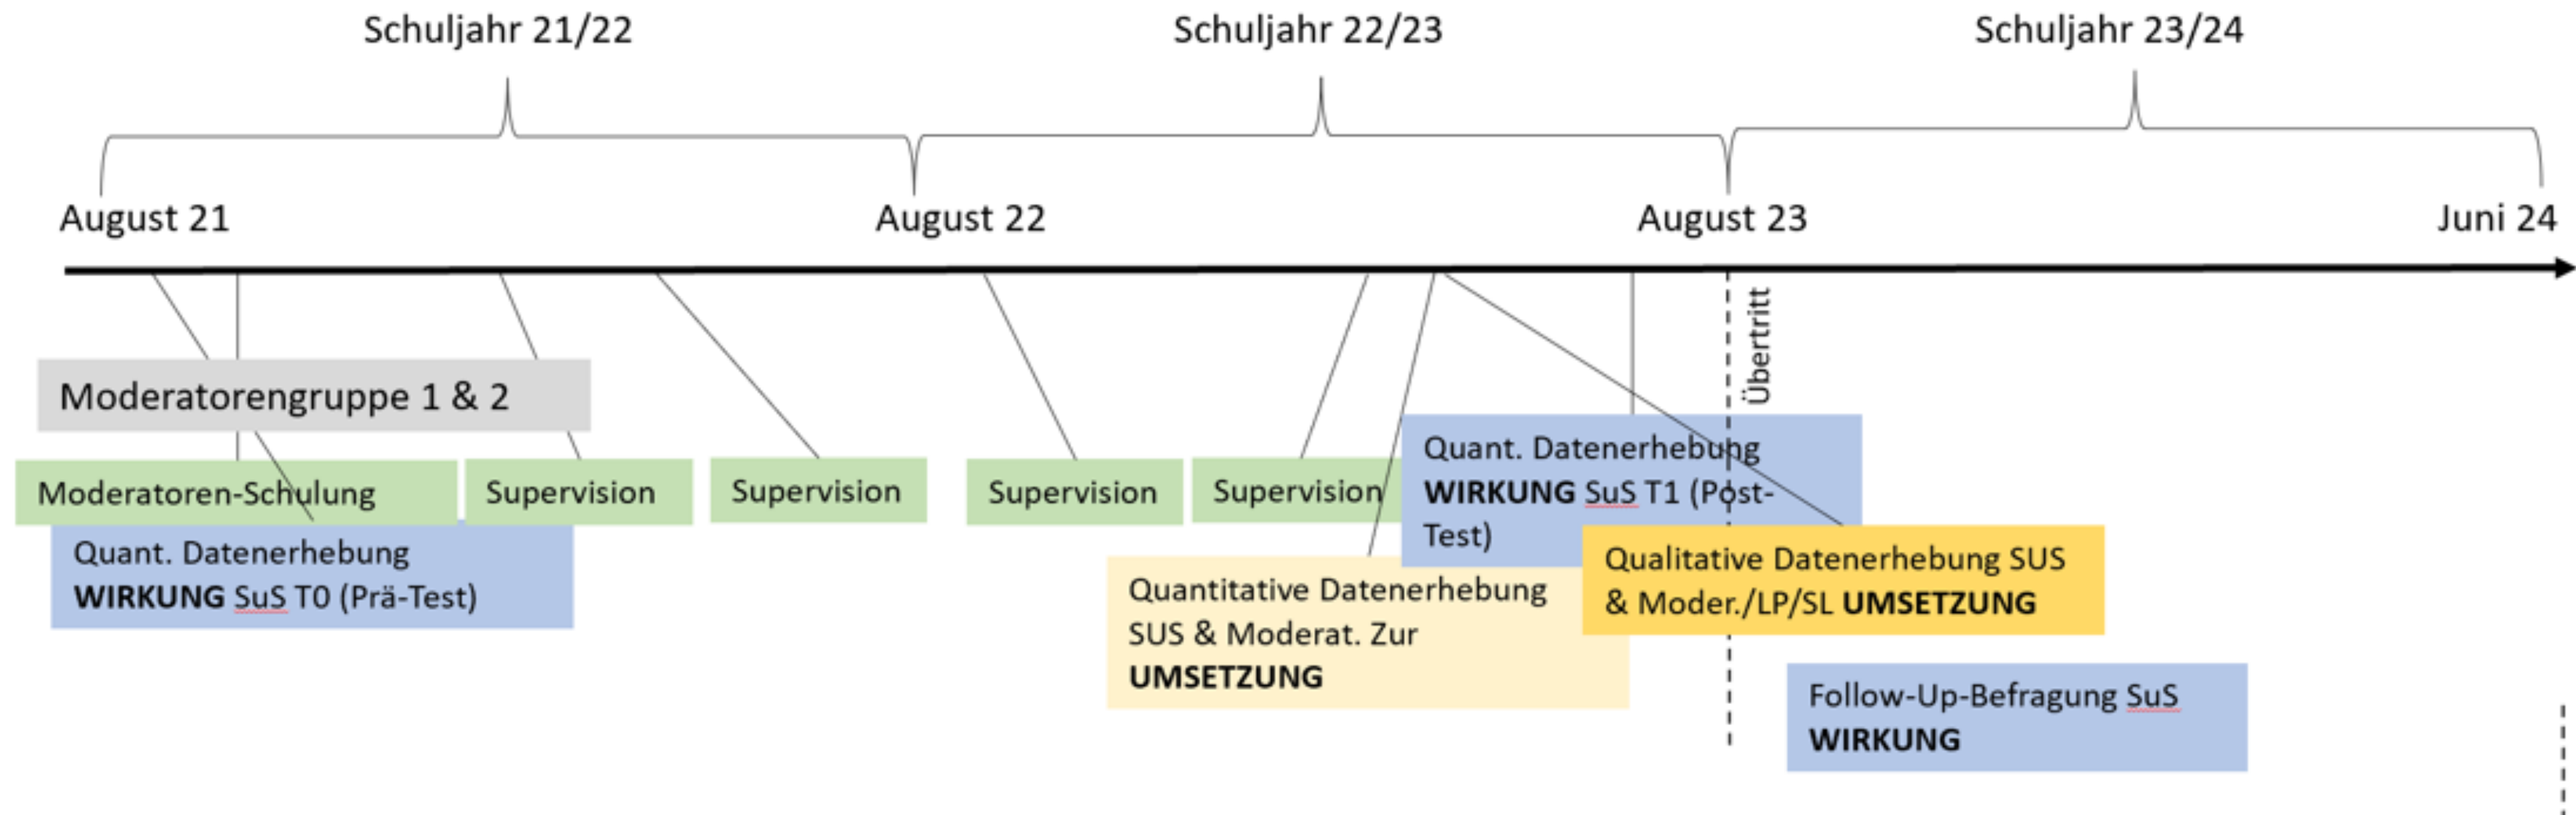 Schuljahr 21/22
Schuljahr 22/23
Schuljahr 23/24
August 21
August 22
August 23
Juni 24
Übertritt
Moderatorengruppe 1 & 2
Moderatoren-Schulung
Supervision
Supervision
Supervision
Supervision
Quant. Datenerhebung
WIRKUNG SuS T1 (Post-
Test)
Quant. Datenerhebung
WIRKUNG SuS T0 (Prä-Test)
Quantitative Datenerhebung
SUS & Moderat. Zur
UMSETZUNG
Qualitative Datenerhebung SUS
& Moder./LP/SL UMSETZUNG
Follow-Up-Befragung SuS
WIRKUNG